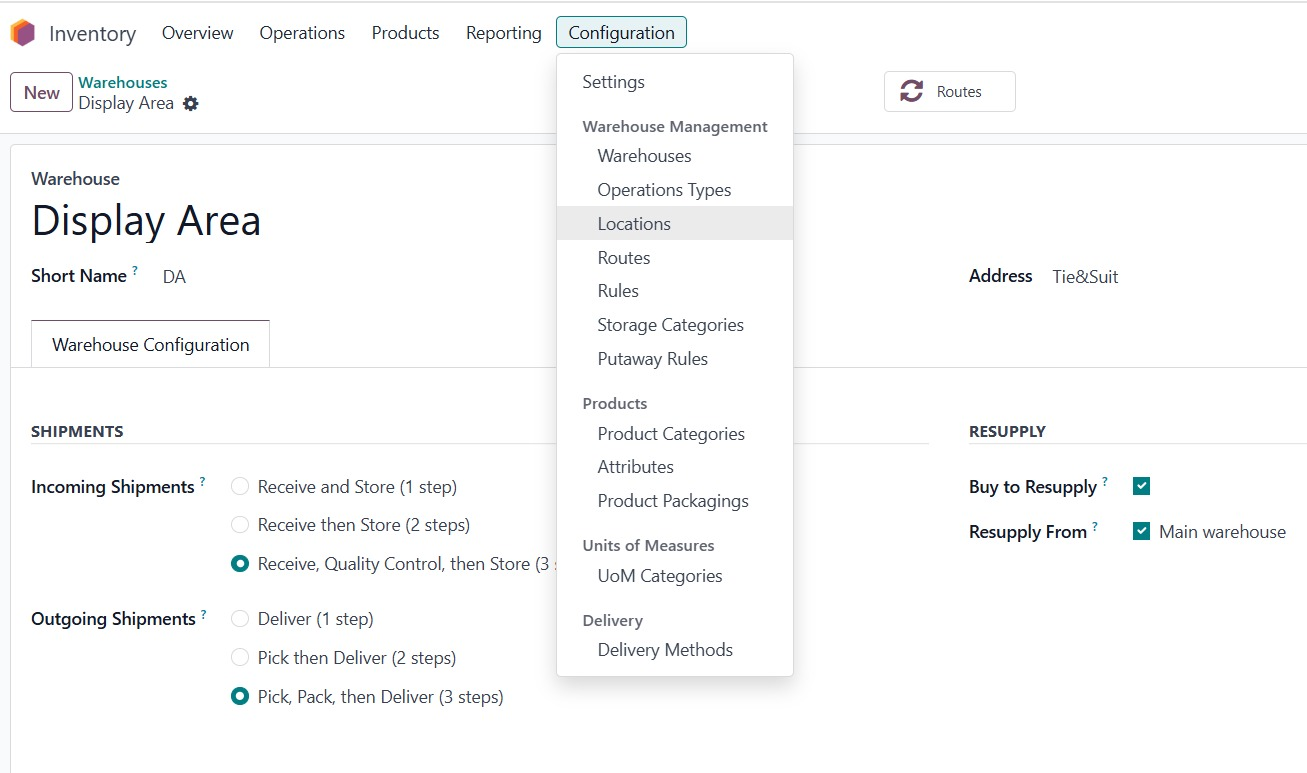 Inventory Overview Operations Products Reporting Configuration
New
Warehouses
Display Area
Routes
Settings
Warehouse Management
Warehouses
Operations Types
Locations
Routes
Rules
Storage Categories
Putaway Rules
Products
Product Categories
Attributes
Product Packagings
Units of Measures
UoM Categories
Delivery
Delivery Methods
Warehouse
Display Area
Short Name ? DA
Address Tie&Suit
Warehouse Configuration
SHIPMENTS
Incoming Shipments ? Receive and Store (1 step)
Receive then Store (2 steps)
Receive, Quality Control, then Store (3
Outgoing Shipments ? Deliver (1 step)
Pick then Deliver (2 steps)
Pick, Pack, then Deliver (3 steps)
RESUPPLY
Buy to Resupply ?
Resupply From ? Main warehouse